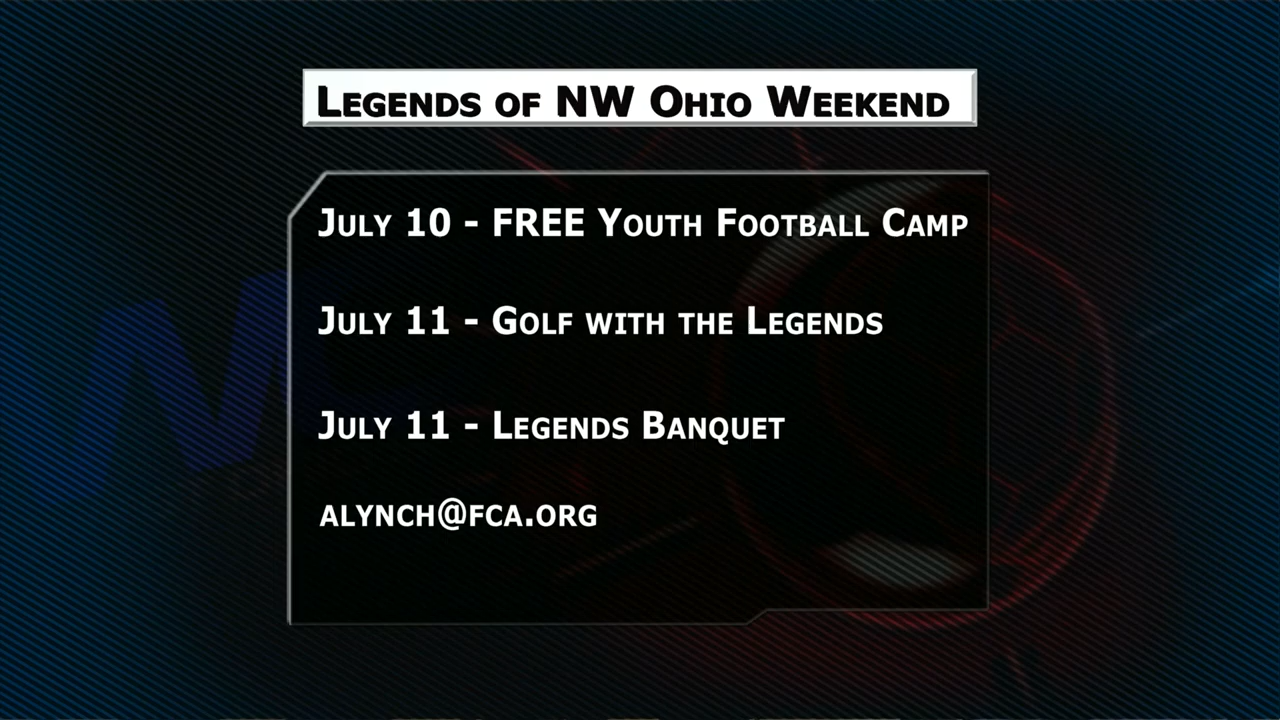 Legends of NW Ohio Weekend
July 10 - FREE Youth Football Camp
July 11 - Golf with the Legends
July 11 - Legends Banquet
alynch@fca.org